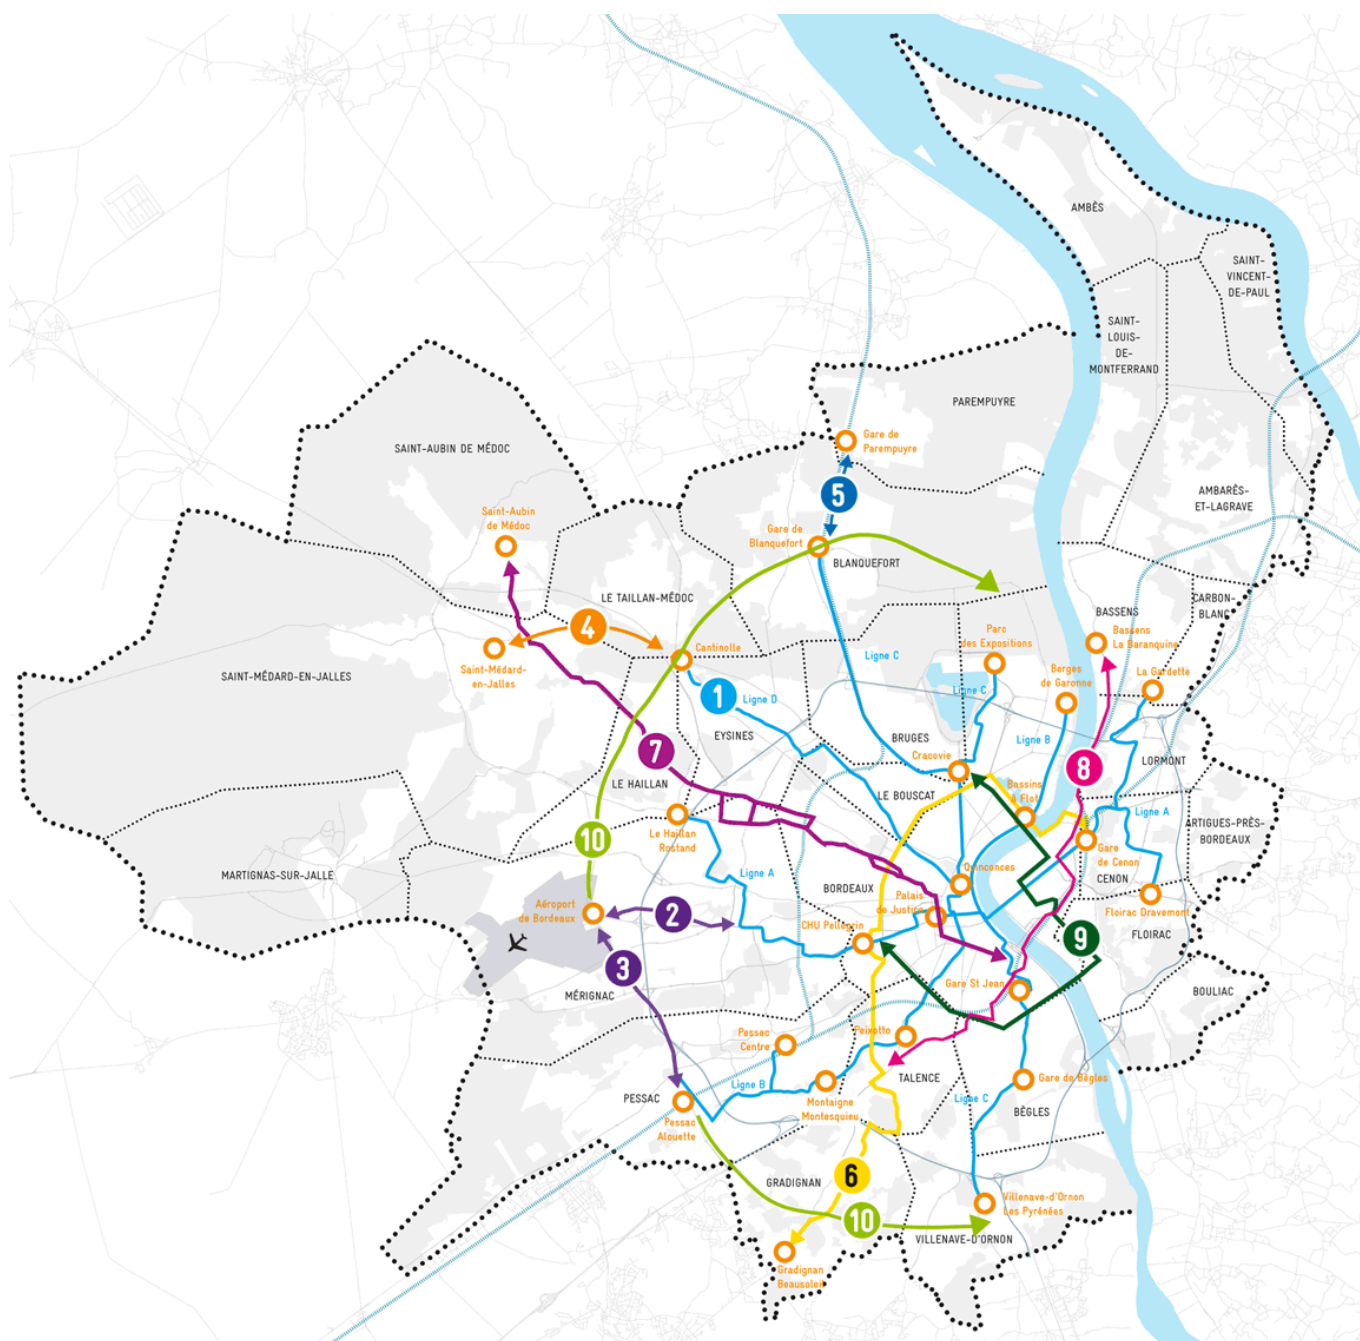 AMBÈS
SAINT-
VINCENT-
DE-PAUL
SAINT-
LOUIS-
DE-
MONTFERRAND
PAREMPUYRE
Gare de
Parempuyre
SAINT-AUBIN DE MÉDOC
5
AMBARÈS-
ET-LAGRAVE
Saint-Aubin
de Médoc
Gare de
Blanquefort
BLANQUEFORT
LE TAILLAN-MÉDOC
CARBON-
BLANC
BASSENS
4
Bassens
La Baranquine
Parc
des Expositions
Cantinolle
Ligne C
Saint-Médard-
en-Jalles
SAINT-MÉDARD-EN-JALLES
Berges
de Garonne
La Gardette
Ligne C
1
Ligne D
EYSINES
BRUGES
Ligne B
7
Cracovie
8
LORMONT
LE HAILLAN
LE BOUSCAT
Bassins
à Flot
Ligne A
ARTIGUES-PRÈS-
BORDEAUX
Le Haillan
Rostand
10
Gare
de Cenon
CENON
MARTIGNAS-SUR-JALLE
Ligne A
BORDEAUX
Quinconces
Palais
de Justice
Floirac Dravemont
Aéroport
de Bordeaux
2
CHU Pellegrin
9
FLOIRAC
3
MÉRIGNAC
Gare St Jean
BOULIAC
Pessac
Centre
Peixotto
TALENCE
Gare de Bègles
Ligne B
PESSAC
Montaigne
Montesquieu
Ligne C
BÈGLES
Pessac
Alouette
6
GRADIGNAN
Villenave-d'Ornon
Les Pyrénées
10
VILLENAVE-D'ORNON
Gradignan
Beausoleil